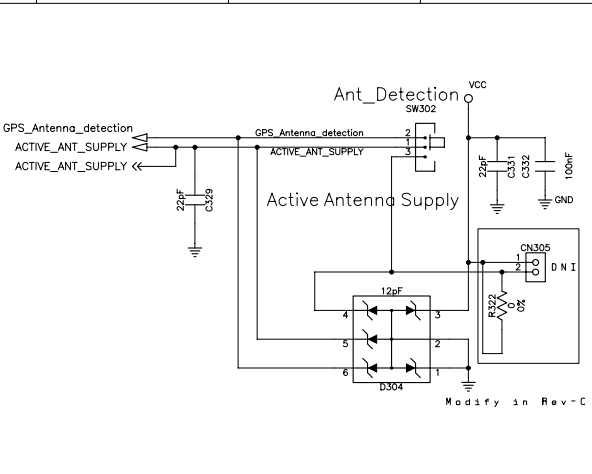 Ant_Detection
VCC
SW302
GPS_Antenna_detection
GPS_Antenna_detection
2
ACTIVE_ANT_SUPPLY
ACTIVE_ANT_SUPPLY
1
ACTIVE_ANT_SUPPLY
3
22pF
C329
Active Antenna Supply
22pF
C331
C332
100nF
GND
CN305
1
2
DNI
R322
0
0%
12pF
4
3
5
2
6
1
D304
Modify in Rev-C